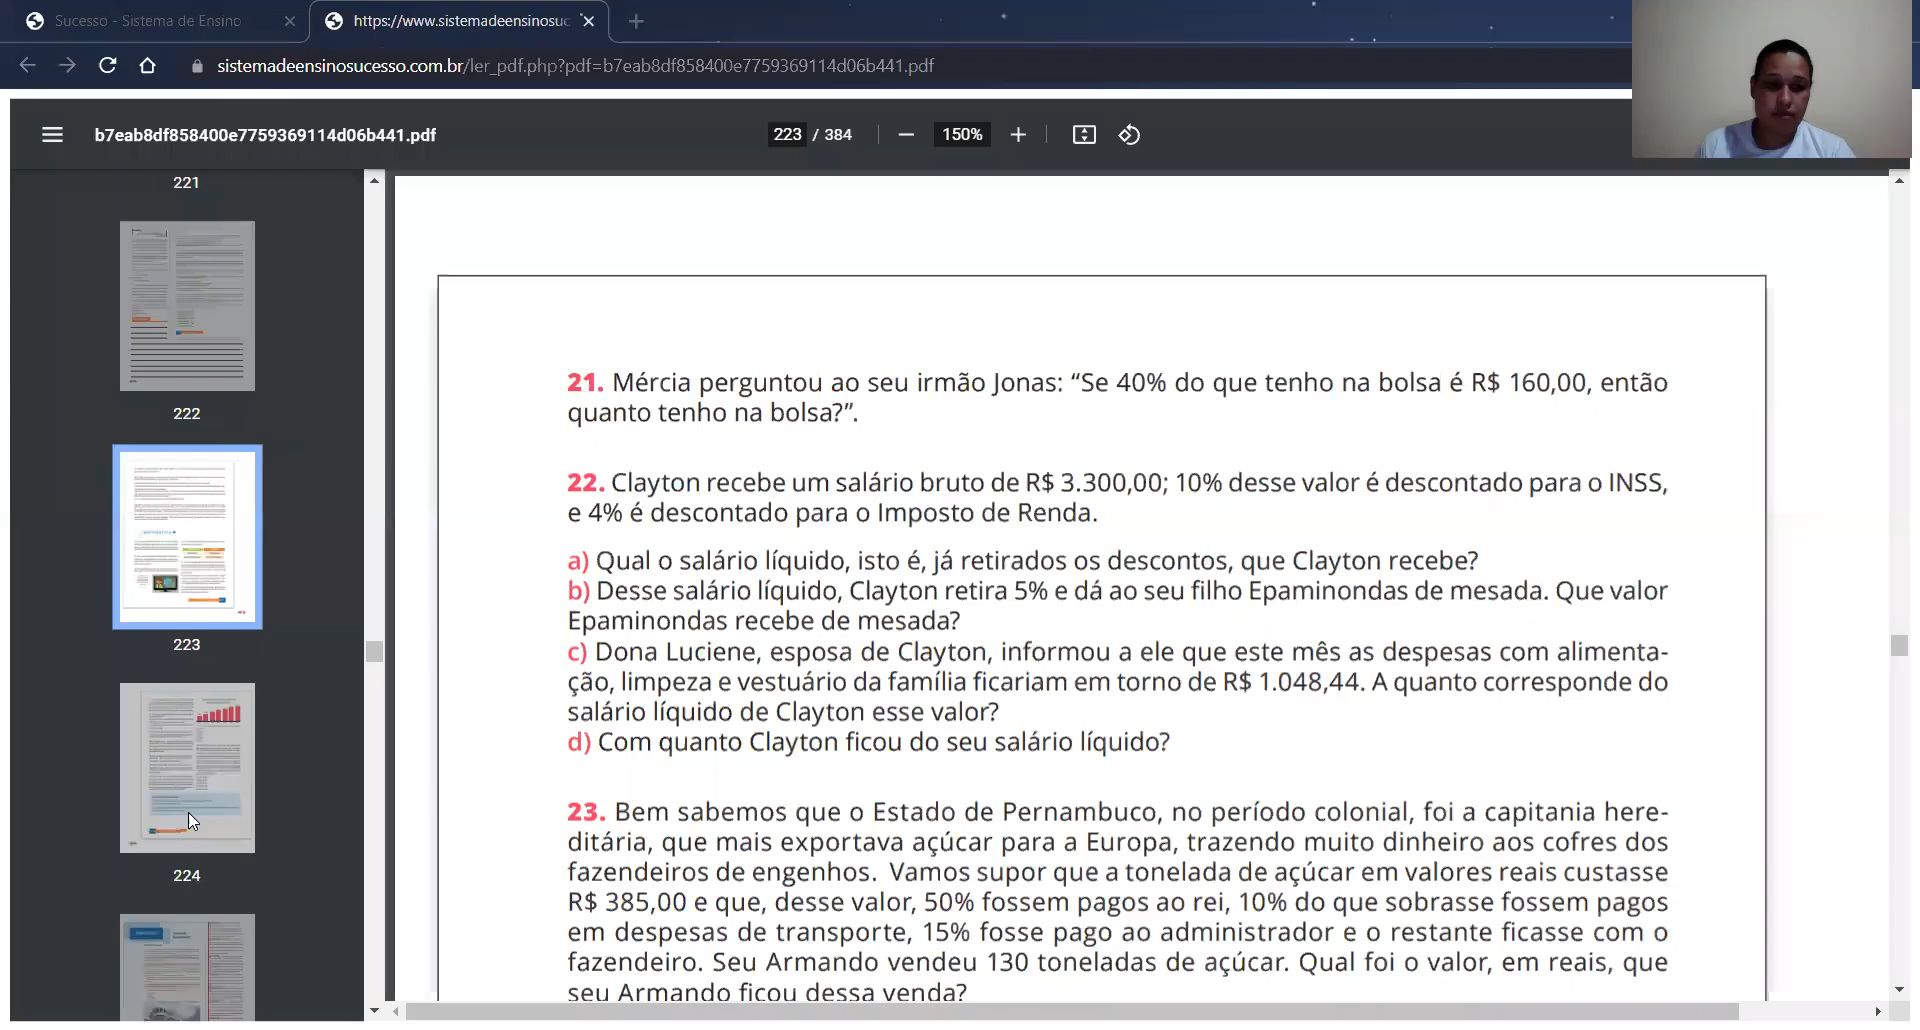 Sucesso - Sistema de Ensino
https://www.sistemadeensinosuc
sistemadeensinosucesso.com.br/ler_pdf.php?pdf=b7eab8df858400e7759369114d06b441.pdf
b7eab8df858400e7759369114d06b441.pdf
223 / 384
150%
221
222
223
224
21. Mércia perguntou ao seu irmão Jonas: “Se 40% do que tenho na bolsa é R$ 160,00, então
quanto tenho na bolsa?”.
22. Clayton recebe um salário bruto de R$ 3.300,00; 10% desse valor é descontado para o INSS,
e 4% é descontado para o Imposto de Renda.
a) Qual o salário líquido, isto é, já retirados os descontos, que Clayton recebe?
b) Desse salário líquido, Clayton retira 5% e dá ao seu filho Epaminondas de mesada. Que valor
Epaminondas recebe de mesada?
c) Dona Luciene, esposa de Clayton, informou a ele que este mês as despesas com alimenta-
ção, limpeza e vestuário da família ficariam em torno de R$ 1.048,44. A quanto corresponde do
salário líquido de Clayton esse valor?
d) Com quanto Clayton ficou do seu salário líquido?
23. Bem sabemos que o Estado de Pernambuco, no período colonial, foi a capitania here-
ditária, que mais exportava açúcar para a Europa, trazendo muito dinheiro aos cofres dos
fazendeiros de engenhos. Vamos supor que a tonelada de açúcar em valores reais custasse
R$ 385,00 e que, desse valor, 50% fossem pagos ao rei, 10% do que sobrasse fossem pagos
em despesas de transporte, 15% fosse pago ao administrador e o restante ficasse com o
fazendeiro. Seu Armando vendeu 130 toneladas de açúcar. Qual foi o valor, em reais, que
seu Armando ficou dessa venda?